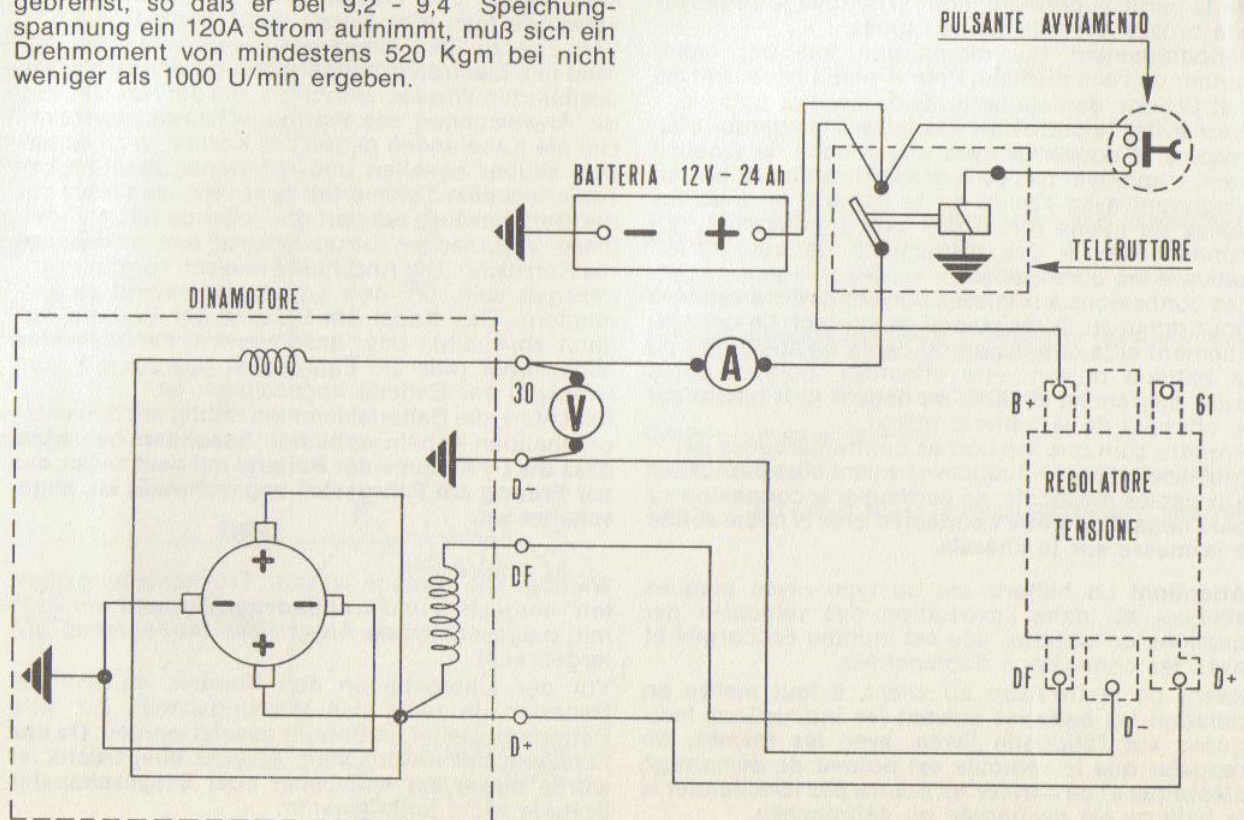 gebremst, so daß er bei 9,2 - 9,4 Speichung-
spannung ein 120A Strom aufnimmt, muß sich ein
Drehmoment von mindestens 520 Kgm bei nicht
weniger als 1000 U/min ergeben.
PULSANTE AVVIAMENTO
BATTERIA 12V - 24 Ah
- +
TELERUTTORE
DINAMOTORE
A
30
V
B+
61
D-
REGOLATORE
TENSIONE
+
- -
+
DF
DF
D+
D-
D+